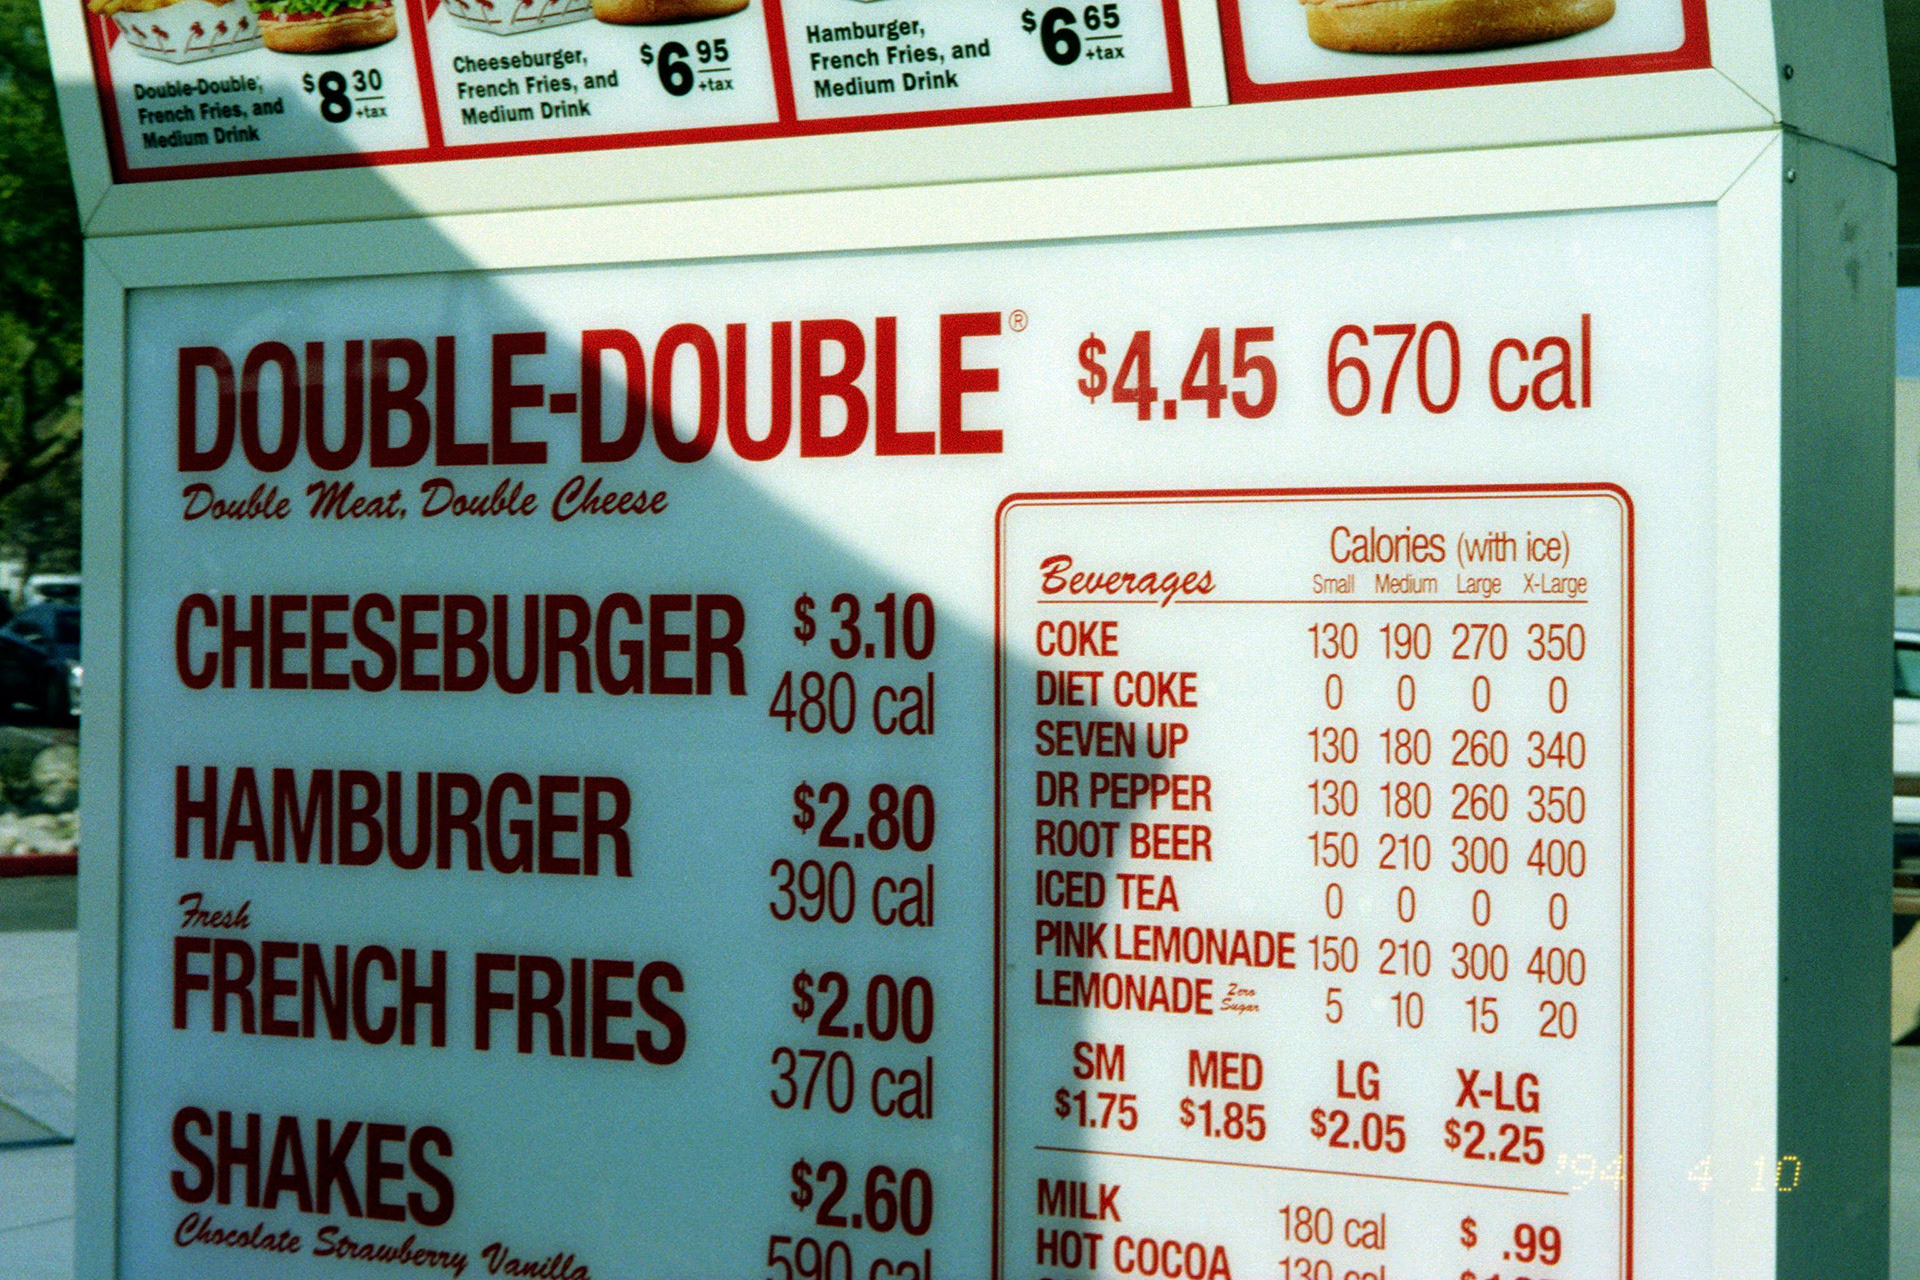 Double-Double®,
French Fries, and
Medium Drink
$8 30 +tax
Cheeseburger,
French Fries, and
Medium Drink
$6 95 +tax
Hamburger,
French Fries, and
Medium Drink
$6 65 +tax
DOUBLE-DOUBLE® $4.45 670 cal
Double Meat, Double Cheese
CHEESEBURGER $3.10
480 cal
HAMBURGER $2.80
390 cal
Fresh
FRENCH FRIES $2.00
370 cal
SHAKES $2.60
Chocolate Strawberry Vanilla 590 cal
Calories (with ice)
Beverages Small Medium Large X-Large
COKE 130 190 270 350
DIET COKE 0 0 0 0
SEVEN UP 130 180 260 340
DR PEPPER 130 180 260 350
ROOT BEER 150 210 300 400
ICED TEA 0 0 0 0
PINK LEMONADE 150 210 300 400
LEMONADE Zero Sugar 5 10 15 20
SM MED LG X-LG
$1.75 $1.85 $2.05 $2.25
MILK 180 cal $ .99
HOT COCOA 130 cal
'94 4 10